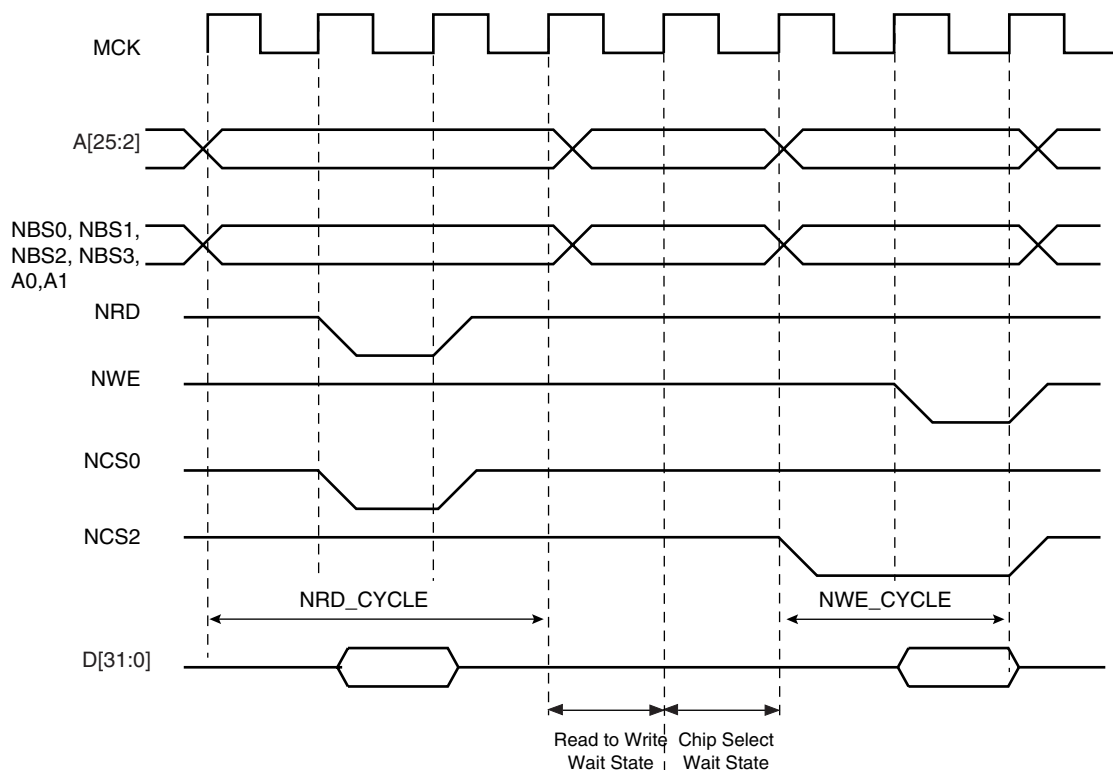 MCK
A[25:2]
NBS0, NBS1,
NBS2, NBS3,
A0,A1
NRD
NWE
NCS0
NCS2
NRD_CYCLE
NWE_CYCLE
D[31:0]
Read to Write
Wait State
Chip Select
Wait State